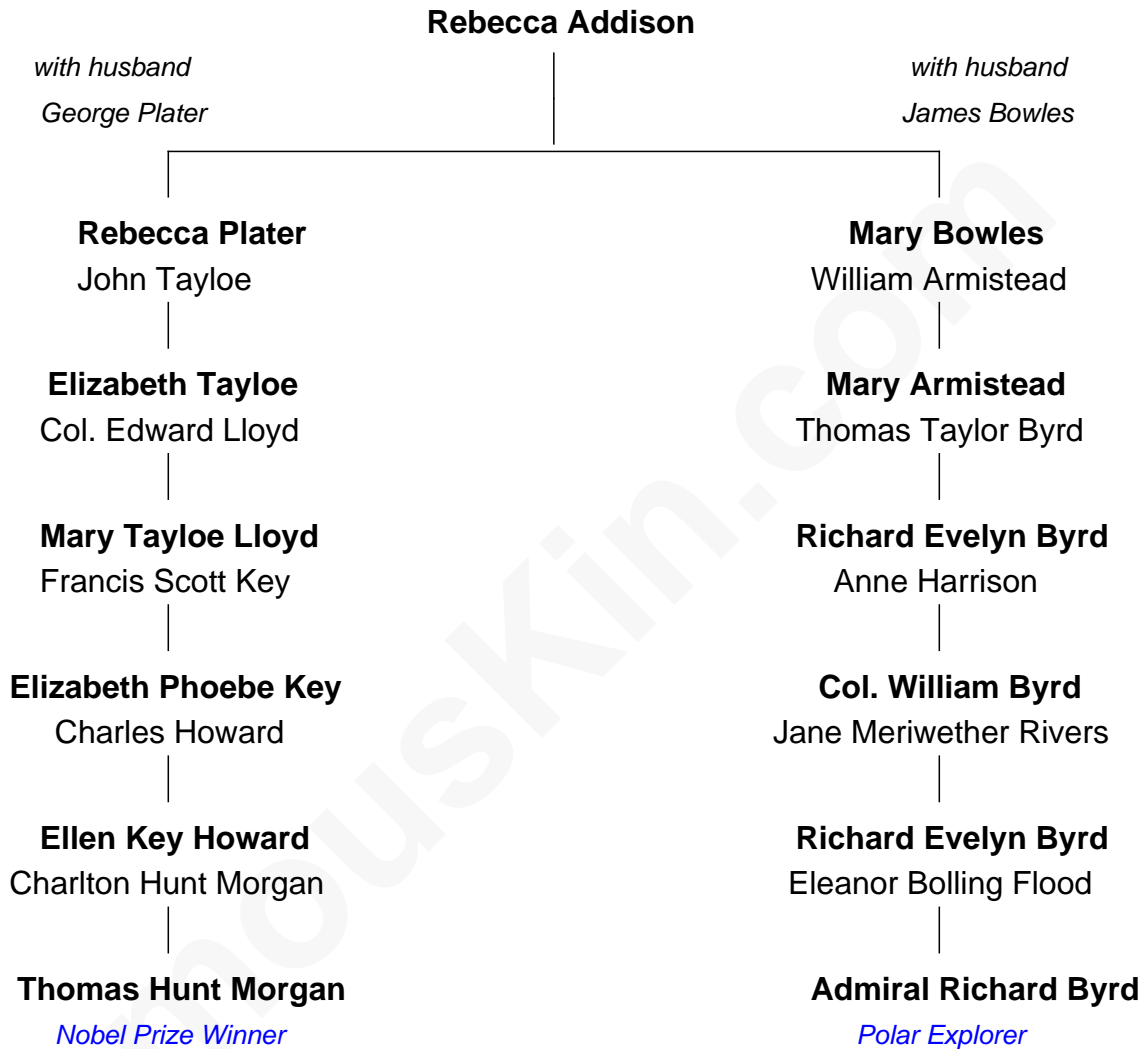 Rebecca Addison
with husband
George Plater
with husband
James Bowles
Rebecca Plater
John Tayloe
Mary Bowles
William Armistead
Elizabeth Tayloe
Col. Edward Lloyd
Mary Armistead
Thomas Taylor Byrd
Mary Tayloe Lloyd
Francis Scott Key
Richard Evelyn Byrd
Anne Harrison
Elizabeth Phoebe Key
Charles Howard
Col. William Byrd
Jane Meriwether Rivers
Ellen Key Howard
Charlton Hunt Morgan
Richard Evelyn Byrd
Eleanor Bolling Flood
Thomas Hunt Morgan
Nobel Prize Winner
Admiral Richard Byrd
Polar Explorer
mousKin.com